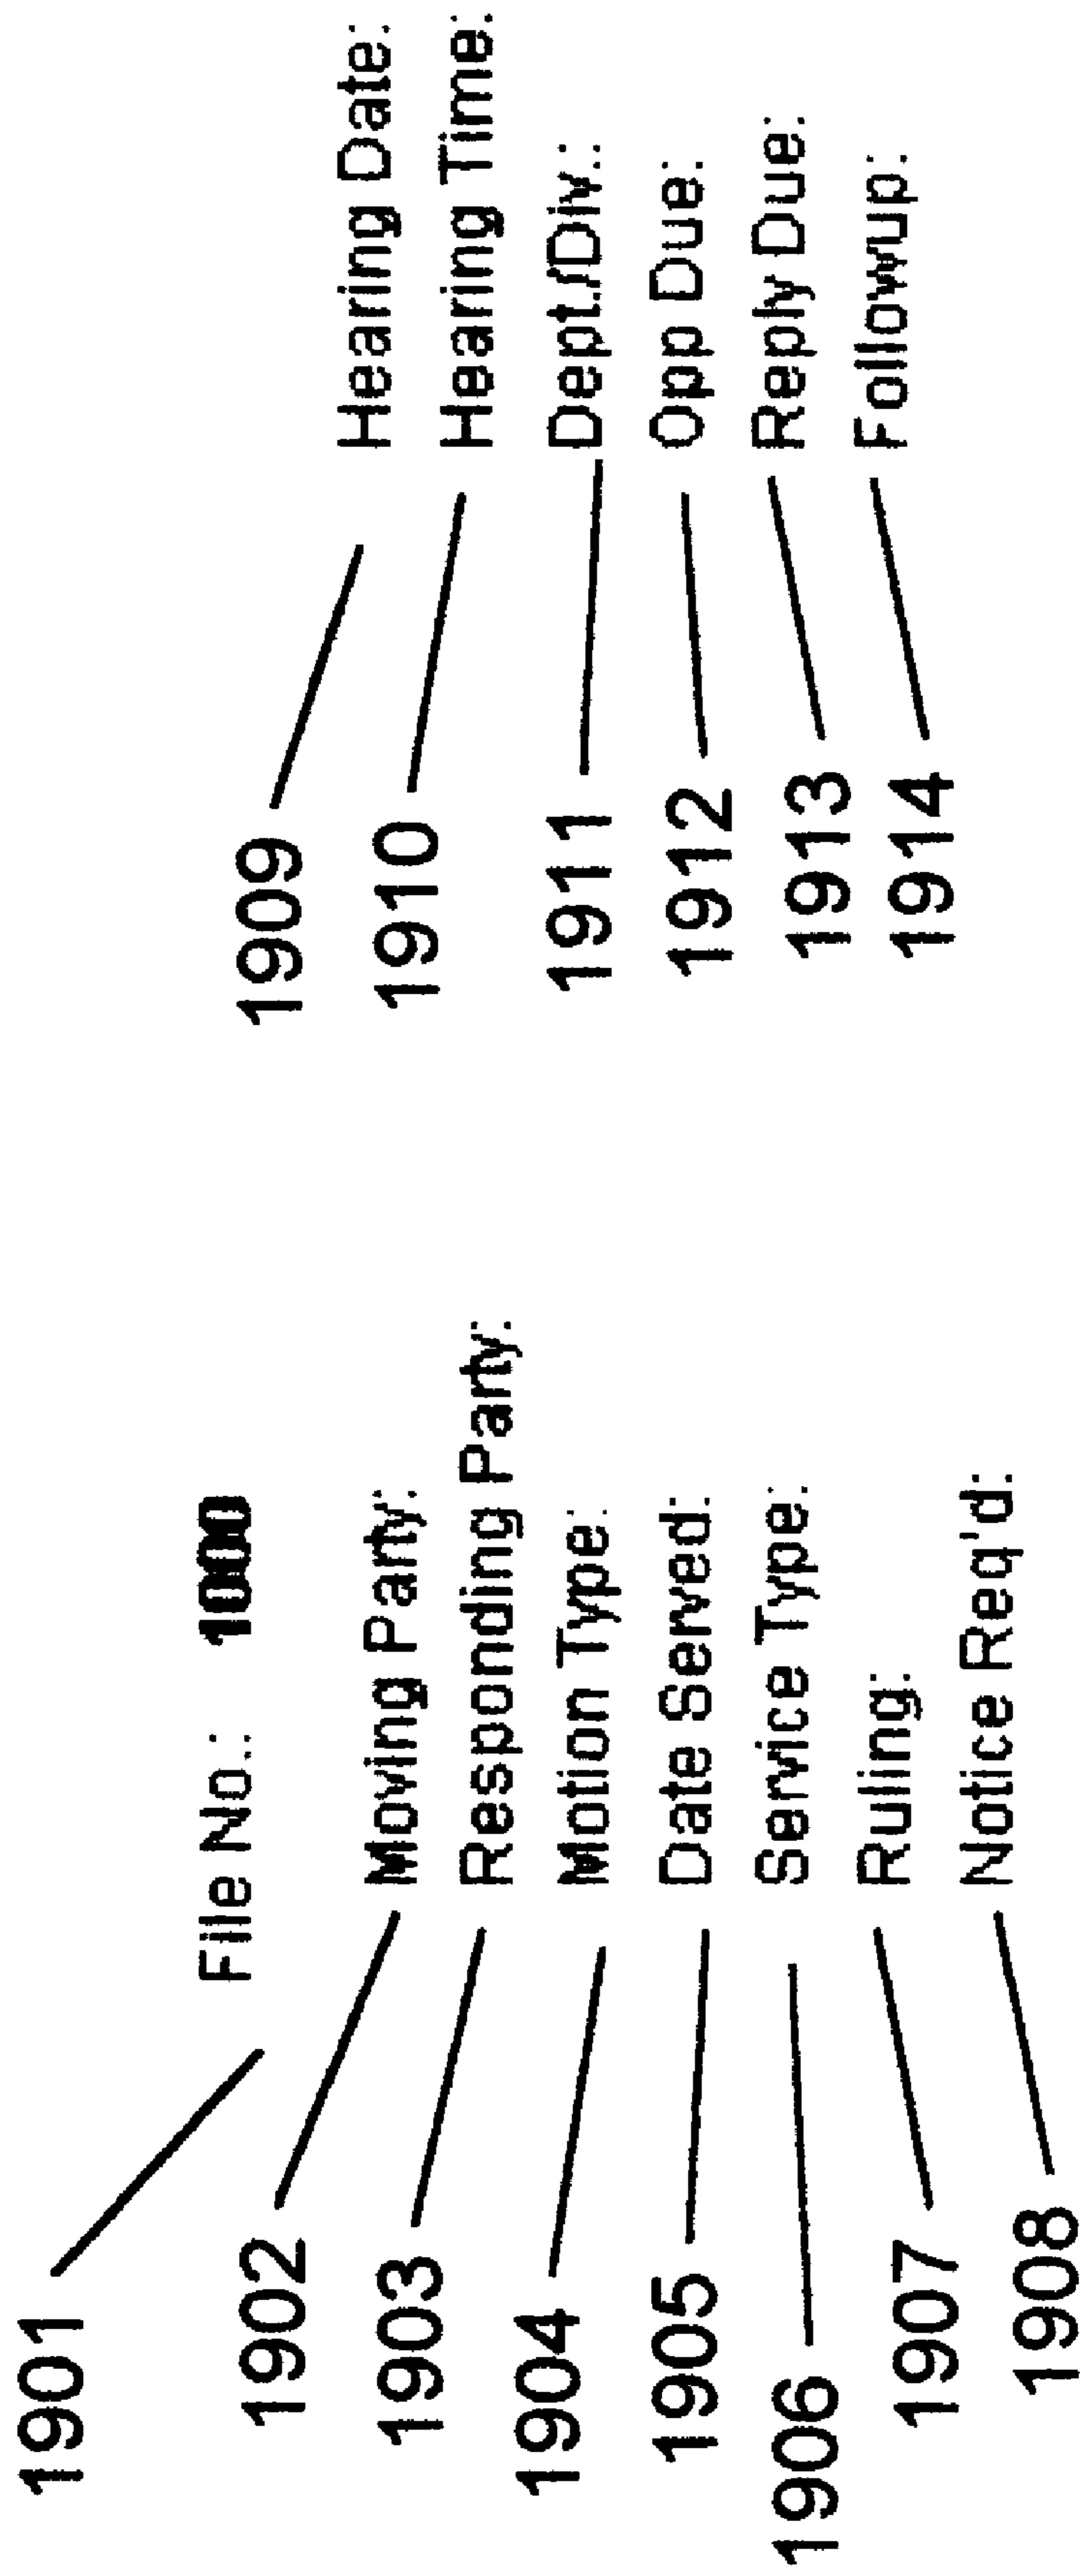 1901 File No.: 1000
1902 Moving Party:
1903 Responding Party:
1904 Motion Type:
1905 Date Served:
1906 Service Type:
1907 Ruling:
1908 Notice Req'd:
1909 Hearing Date:
1910 Hearing Time:
1911 Dept./Div.:
1912 Opp Due:
1913 Reply Due:
1914 Followup: